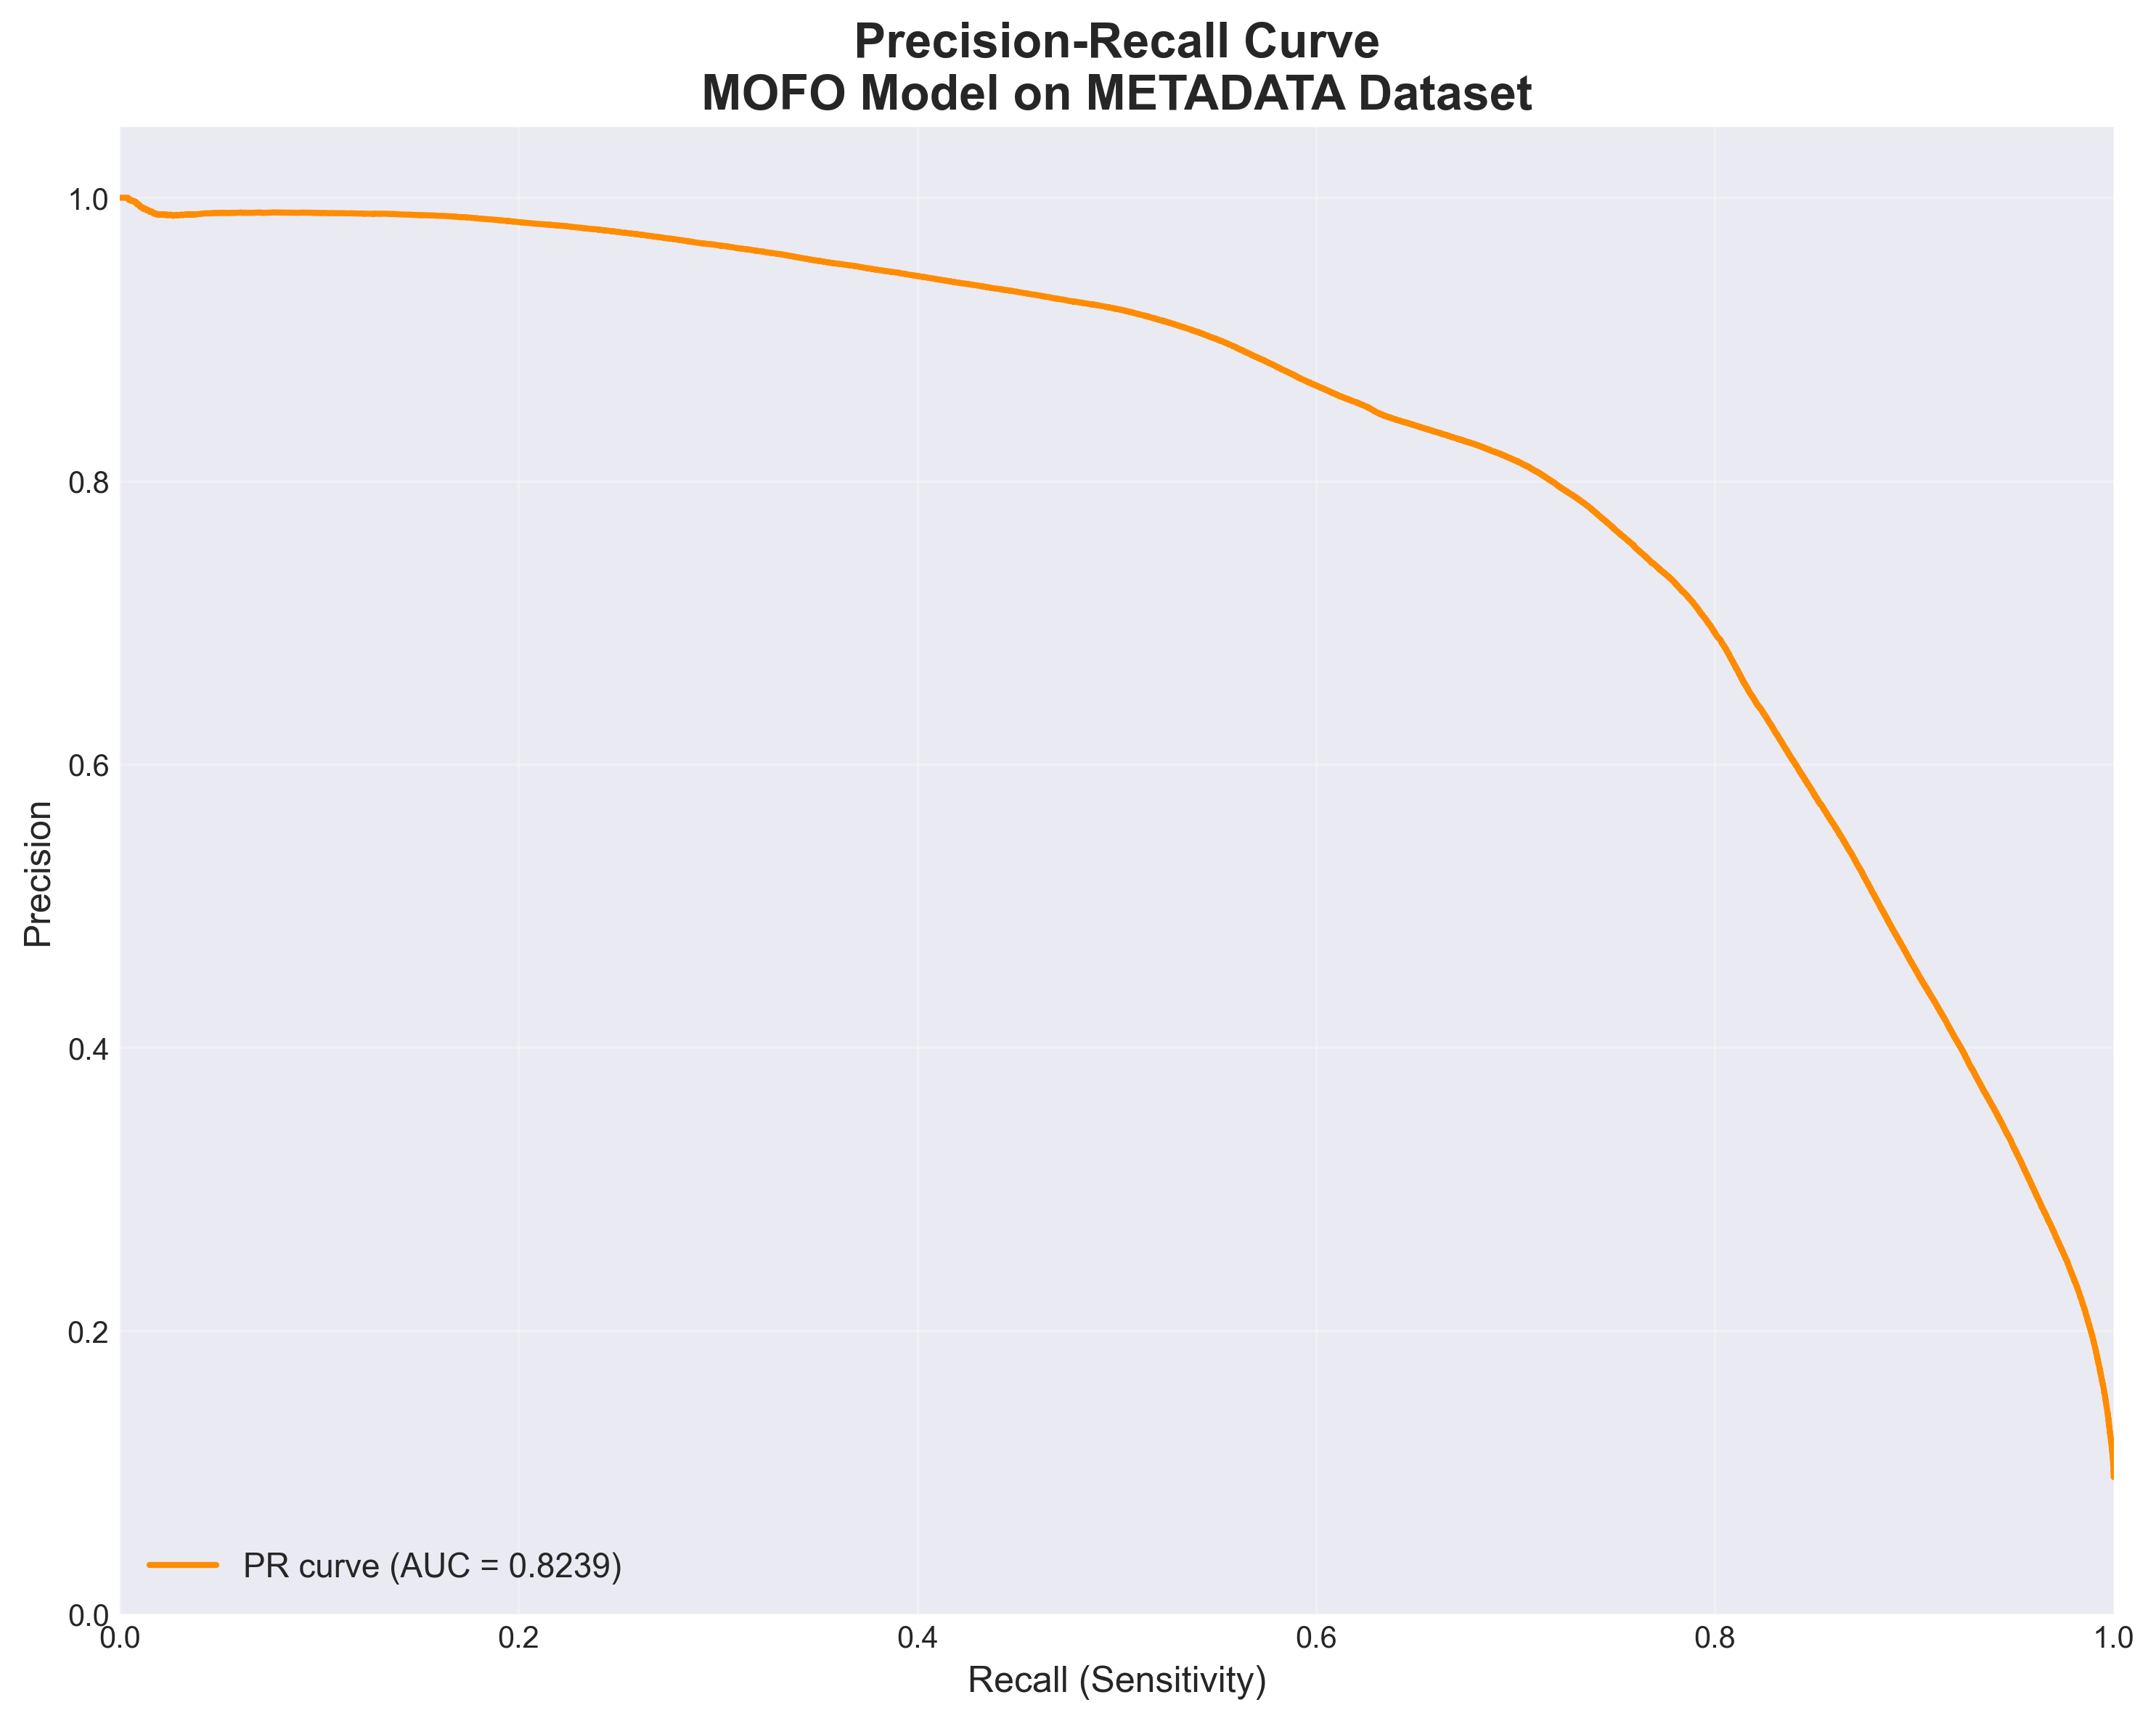 Precision-Recall Curve
MOFO Model on METADATA Dataset
1.0
0.8
0.6
0.4
0.2
0.0
Precision
PR curve (AUC = 0.8239)
0.0 0.2 0.4 0.6 0.8 1.0
Recall (Sensitivity)